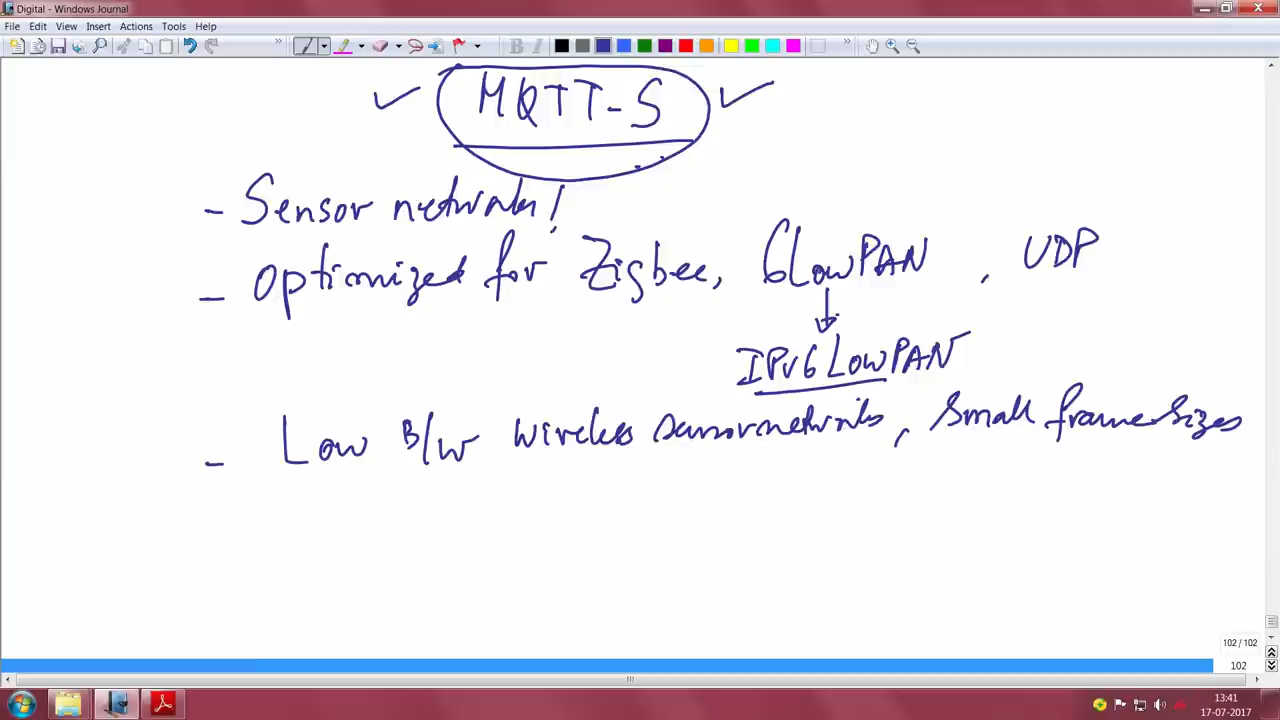 Digital - Windows Journal
File Edit View Insert Actions Tools Help
MQTT-S
- Sensor networks!
- Optimized for Zigbee, 6LowPAN , UDP
IPv6 LowPAN
- Low B/W wireless sensor networks, small frame sizes
102 / 102
102
13:41
17-07-2017